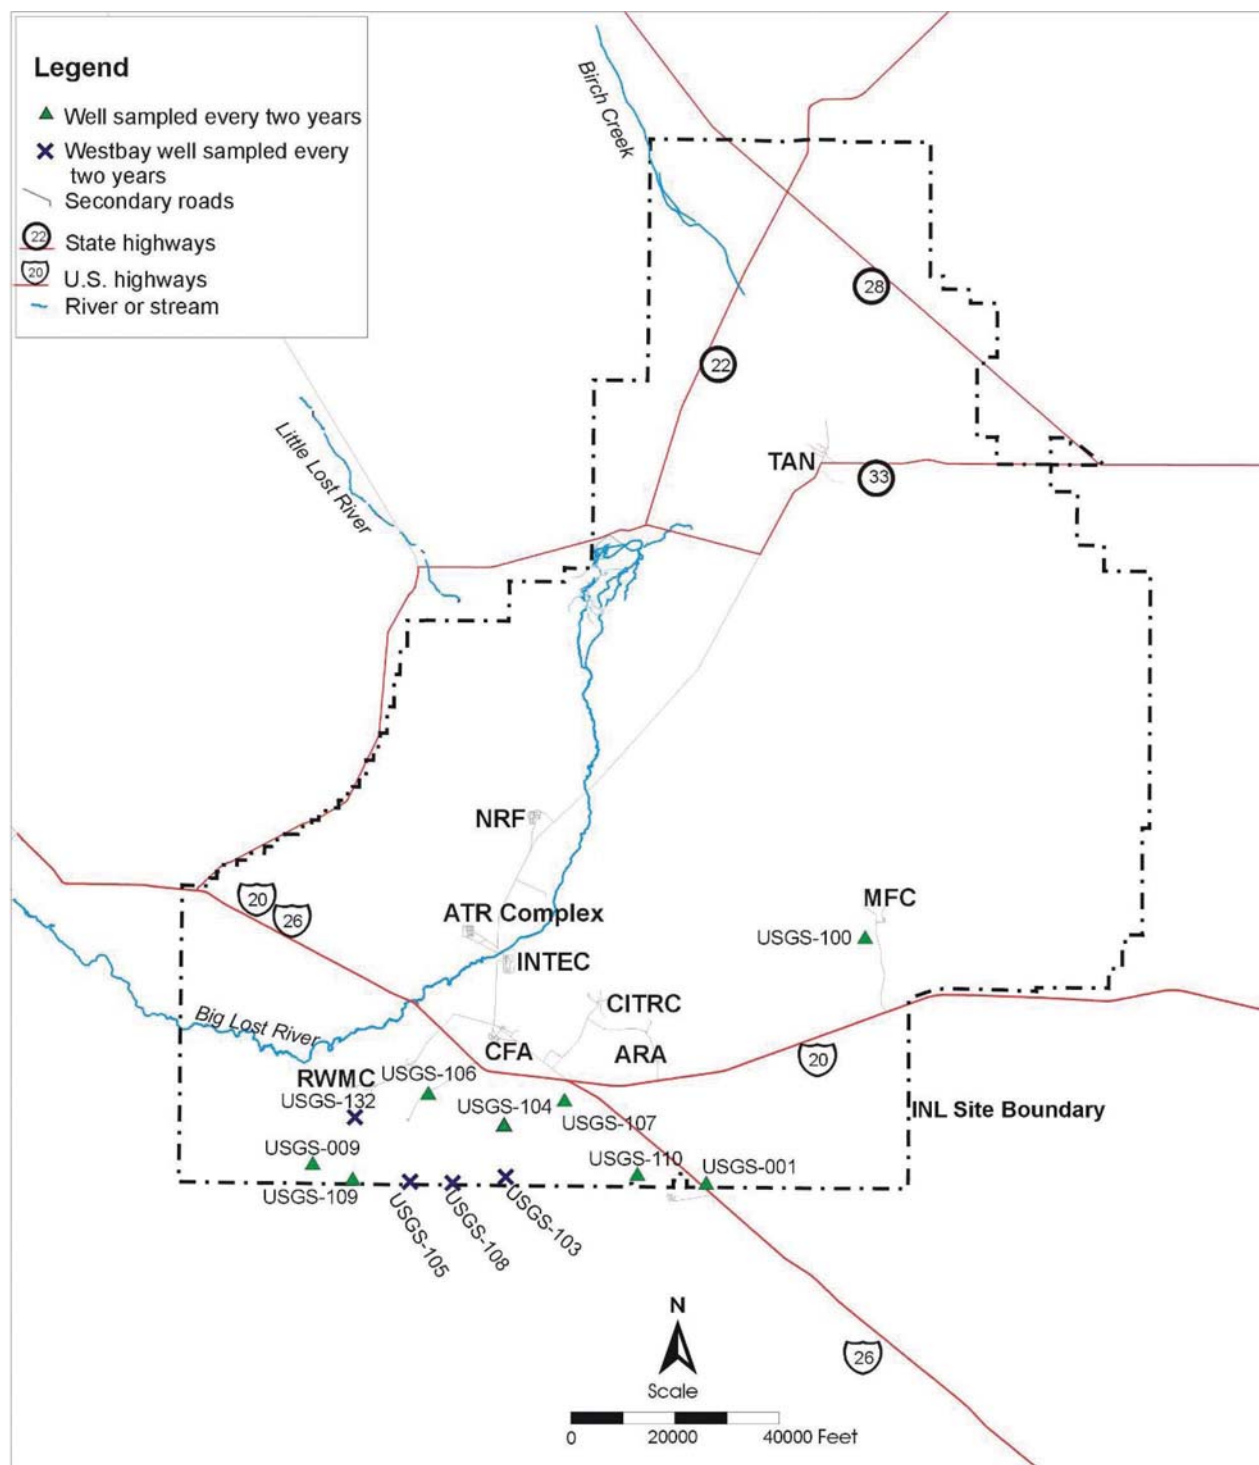 Legend
Well sampled every two years
Westbay well sampled every
two years
Secondary roads
22
State highways
20
U.S. highways
River or stream
Birch Creek
28
22
Little Lost River
TAN
33
NRF
20
26
MFC
ATR Complex
USGS-100
INTEC
CITRC
Big Lost River
CFA
ARA
20
RWMC
USGS-106
USGS-132
USGS-104
USGS-107
INL Site Boundary
USGS-009
USGS-110
USGS-001
USGS-109
USGS-105
USGS-108
USGS-103
N
26
Scale
0 20000 40000 Feet